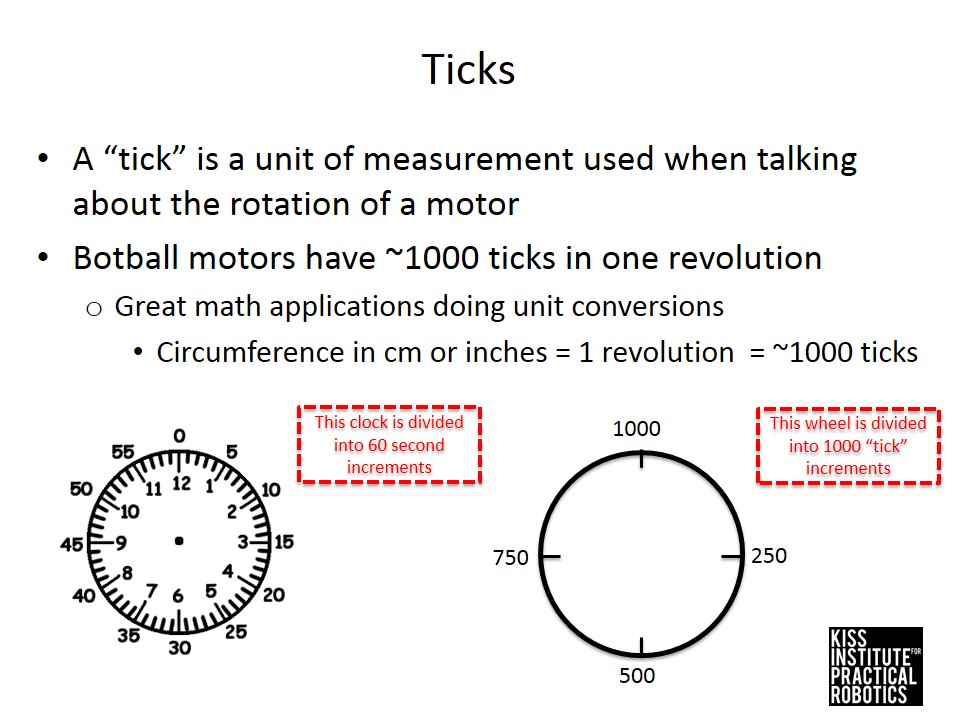 Ticks
• A “tick” is a unit of measurement used when talking
about the rotation of a motor
• Botball motors have ~1000 ticks in one revolution
o Great math applications doing unit conversions
• Circumference in cm or inches = 1 revolution = ~1000 ticks
This clock is divided
into 60 second
increments
0
5
10
15
20
25
30
35
40
45
50
55
12
1
2
3
4
5
6
7
8
9
10
11
This wheel is divided
into 1000 “tick”
increments
1000
250
500
750
KISS
INSTITUTE FOR
PRACTICAL
ROBOTICS